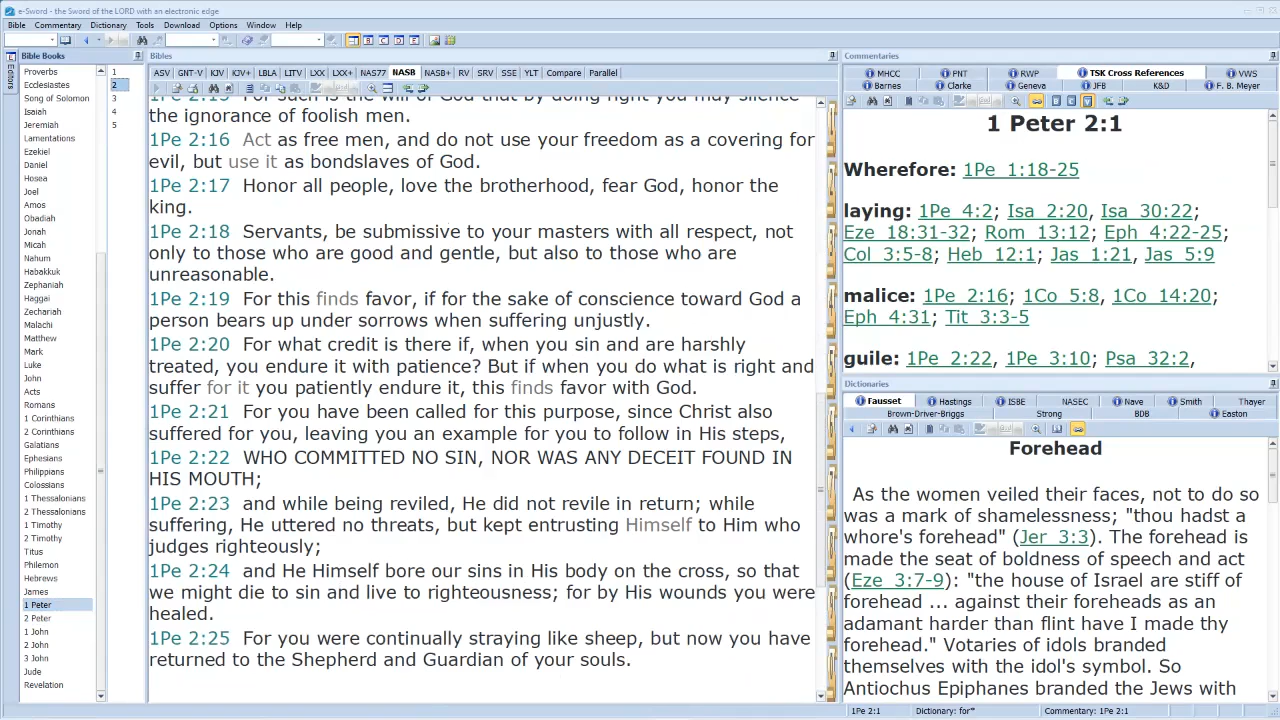 e-Sword - the Sword of the LORD with an electronic edge
Bible Commentary Dictionary Tools Download Options Window Help
B C D E
Editors
Bible Books
Proverbs
Ecclesiastes
Song of Solomon
Isaiah
Jeremiah
Lamentations
Ezekiel
Daniel
Hosea
Joel
Amos
Obadiah
Jonah
Micah
Nahum
Habakkuk
Zephaniah
Haggai
Zechariah
Malachi
Matthew
Mark
Luke
John
Acts
Romans
1 Corinthians
2 Corinthians
Galatians
Ephesians
Philippians
Colossians
1 Thessalonians
2 Thessalonians
1 Timothy
2 Timothy
Titus
Philemon
Hebrews
James
1 Peter
2 Peter
1 John
2 John
3 John
Jude
Revelation
1
2
3
4
5
Bibles
ASV GNT-V KJV KJV+ LBLA LITV LXX LXX+ NAS77 NASB NASB+ RV SRV SSE YLT Compare Parallel
1Pe 2:15 For such is the will of God that by doing right you may silence
the ignorance of foolish men.
1Pe 2:16 Act as free men, and do not use your freedom as a covering for
evil, but use it as bondslaves of God.
1Pe 2:17 Honor all people, love the brotherhood, fear God, honor the
king.
1Pe 2:18 Servants, be submissive to your masters with all respect, not
only to those who are good and gentle, but also to those who are
unreasonable.
1Pe 2:19 For this finds favor, if for the sake of conscience toward God a
person bears up under sorrows when suffering unjustly.
1Pe 2:20 For what credit is there if, when you sin and are harshly
treated, you endure it with patience? But if when you do what is right and
suffer for it you patiently endure it, this finds favor with God.
1Pe 2:21 For you have been called for this purpose, since Christ also
suffered for you, leaving you an example for you to follow in His steps,
1Pe 2:22 WHO COMMITTED NO SIN, NOR WAS ANY DECEIT FOUND IN
HIS MOUTH;
1Pe 2:23 and while being reviled, He did not revile in return; while
suffering, He uttered no threats, but kept entrusting Himself to Him who
judges righteously;
1Pe 2:24 and He Himself bore our sins in His body on the cross, so that
we might die to sin and live to righteousness; for by His wounds you were
healed.
1Pe 2:25 For you were continually straying like sheep, but now you have
returned to the Shepherd and Guardian of your souls.
Commentaries
MHCC PNT RWP TSK Cross References VWS
Barnes Clarke Geneva JFB K&D F. B. Meyer
1 Peter 2:1
Wherefore: 1Pe 1:18-25
laying: 1Pe 4:2; Isa 2:20, Isa 30:22;
Eze 18:31-32; Rom 13:12; Eph 4:22-25;
Col 3:5-8; Heb 12:1; Jas 1:21, Jas 5:9
malice: 1Pe 2:16; 1Co 5:8, 1Co 14:20;
Eph 4:31; Tit 3:3-5
guile: 1Pe 2:22, 1Pe 3:10; Psa 32:2,
Dictionaries
Fausset Hastings ISBE NASEC Nave Smith Thayer
Brown-Driver-Briggs Strong BDB Easton
Forehead
As the women veiled their faces, not to do so
was a mark of shamelessness; "thou hadst a
whore's forehead" (Jer 3:3). The forehead is
made the seat of boldness of speech and act
(Eze 3:7-9): "the house of Israel are stiff of
forehead ... against their foreheads as an
adamant harder than flint have I made thy
forehead." Votaries of idols branded
themselves with the idol's symbol. So
Antiochus Epiphanes branded the Jews with
1Pe 2:1 Dictionary: for* Commentary: 1Pe 2:1